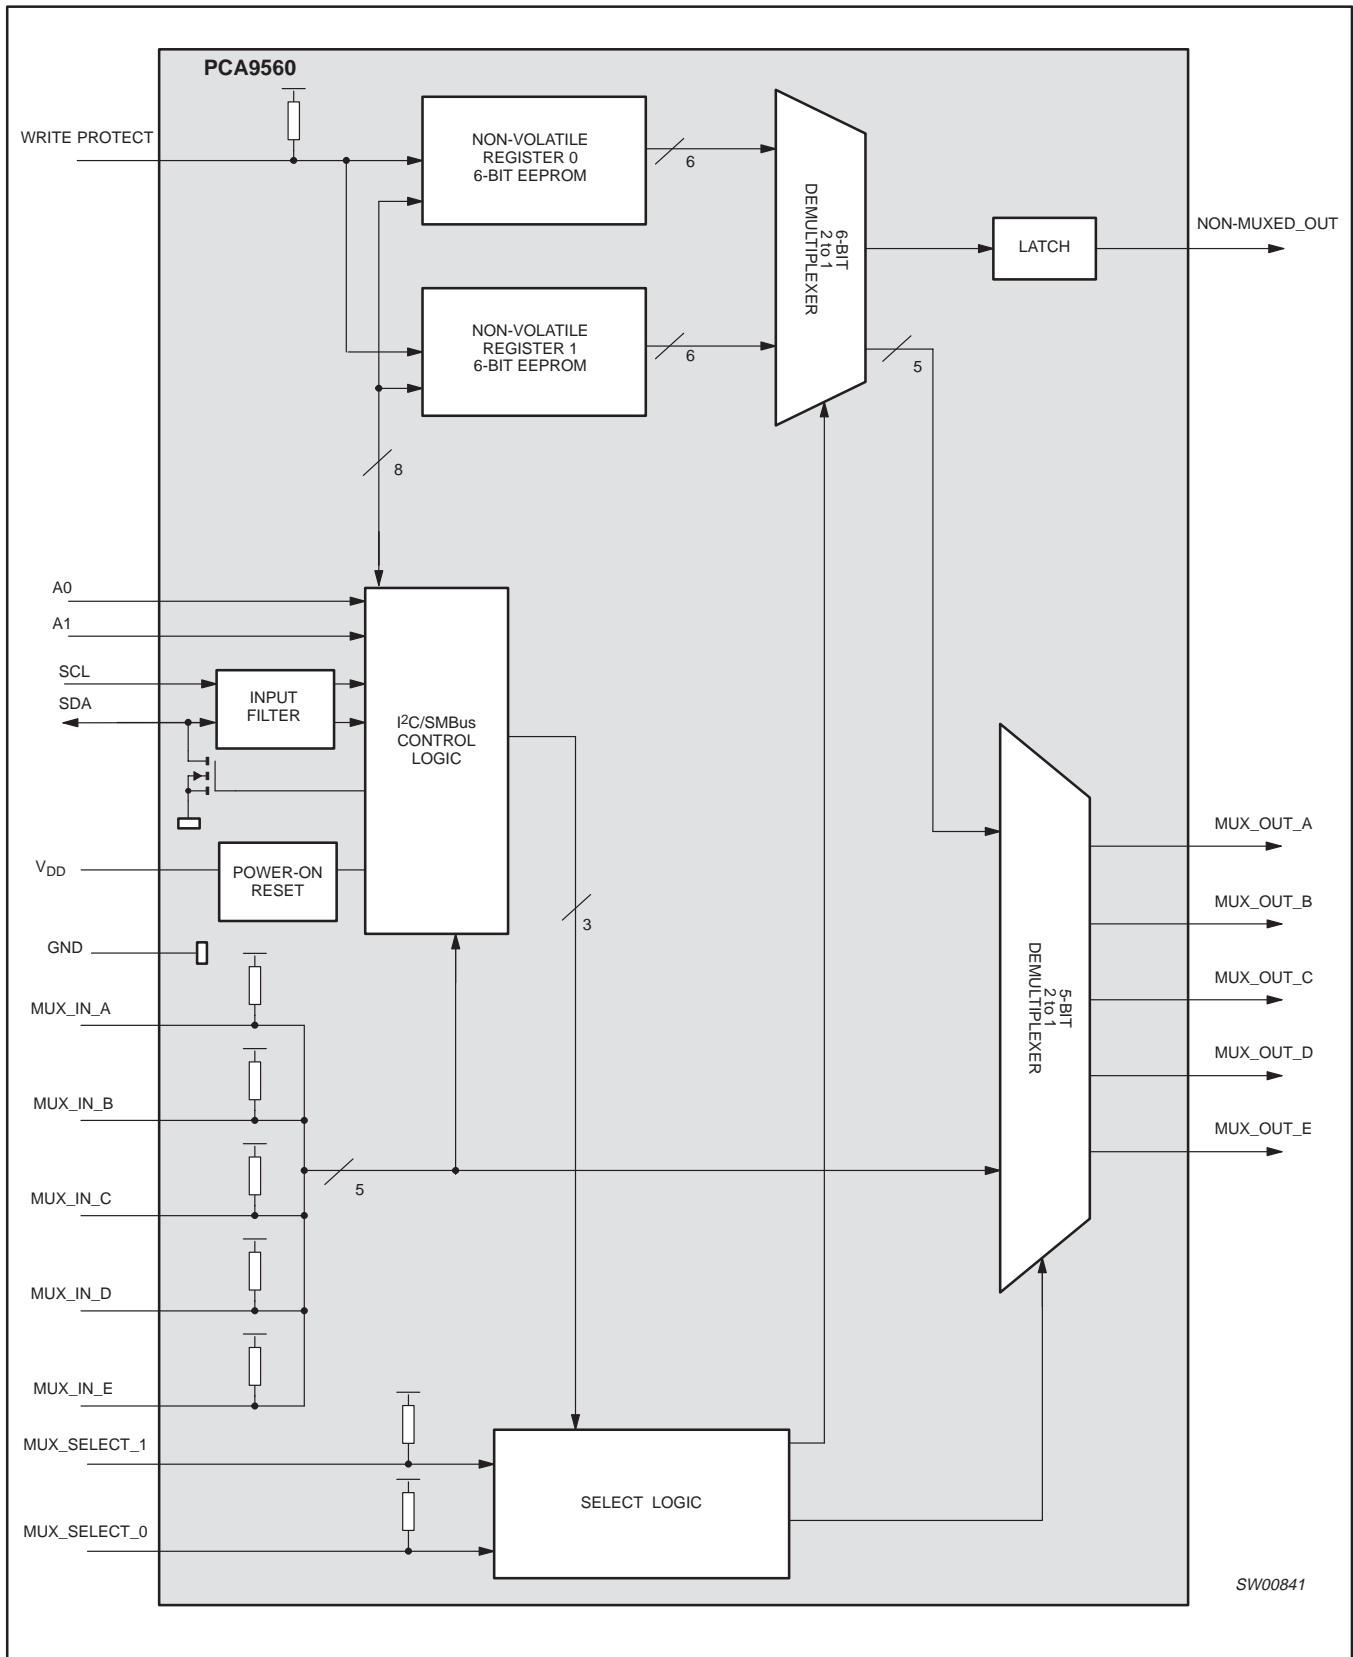 PCA9560
WRITE PROTECT
NON-VOLATILE
REGISTER 0
6-BIT EEPROM
6
6-BIT
2 to 1
DEMULTIPLEXER
LATCH
NON-MUXED_OUT
NON-VOLATILE
REGISTER 1
6-BIT EEPROM
6
5
8
A0
A1
SCL
SDA
INPUT
FILTER
I2C/SMBus
CONTROL
LOGIC
VDD
POWER-ON
RESET
3
GND
MUX_IN_A
MUX_IN_B
MUX_IN_C
MUX_IN_D
MUX_IN_E
5
5-BIT
2 to 1
DEMULTIPLEXER
MUX_OUT_A
MUX_OUT_B
MUX_OUT_C
MUX_OUT_D
MUX_OUT_E
MUX_SELECT_1
MUX_SELECT_0
SELECT LOGIC
SW00841